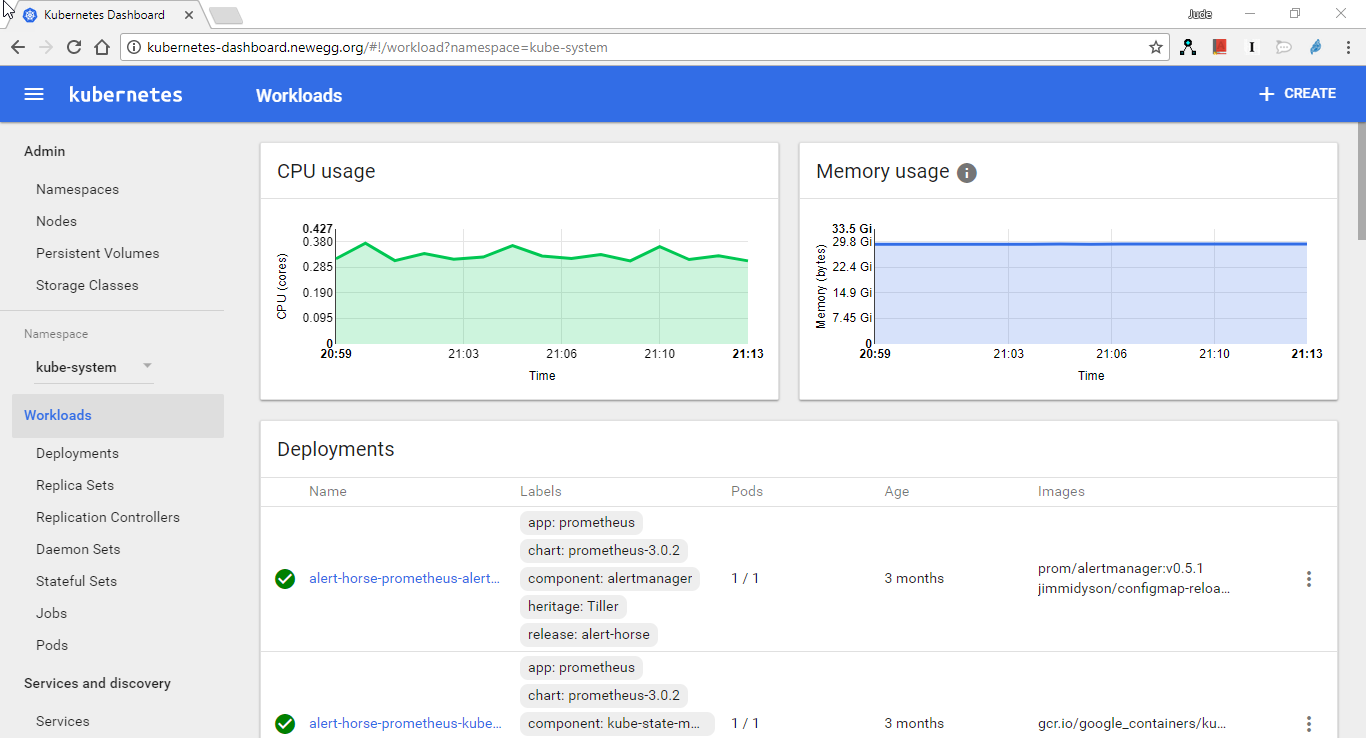 Kubernetes Dashboard
Jude
kubernetes-dashboard.newegg.org/#!/workload?namespace=kube-system
kubernetes
Workloads
+ CREATE
Admin
Namespaces
Nodes
Persistent Volumes
Storage Classes
Namespace
kube-system
Workloads
Deployments
Replica Sets
Replication Controllers
Daemon Sets
Stateful Sets
Jobs
Pods
Services and discovery
Services
CPU usage
CPU (cores)
0.427
0.380
0.285
0.190
0.095
0
20:59 21:03 21:06 21:10 21:13
Time
Memory usage
Memory (bytes)
33.5 Gi
29.8 Gi
22.4 Gi
14.9 Gi
7.45 Gi
0
20:59 21:03 21:06 21:10 21:13
Time
Deployments
Name Labels Pods Age Images
app: prometheus
chart: prometheus-3.0.2
alert-horse-prometheus-alert... component: alertmanager 1 / 1 3 months prom/alertmanager:v0.5.1
jimmidyson/configmap-reloa...
heritage: Tiller
release: alert-horse
app: prometheus
chart: prometheus-3.0.2
alert-horse-prometheus-kube... component: kube-state-m... 1 / 1 3 months gcr.io/google_containers/ku...